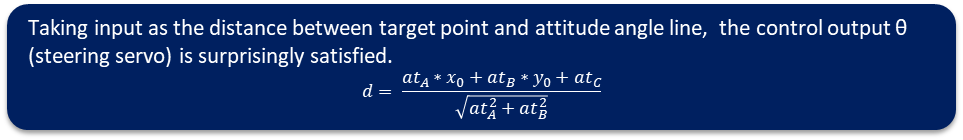 Taking input as the distance between target point and attitude angle line, the control output θ
(steering servo) is surprisingly satisfied.
d = \frac{at_A * x_0 + at_B * y_0 + at_C}{\sqrt{at_A^2 + at_B^2}}